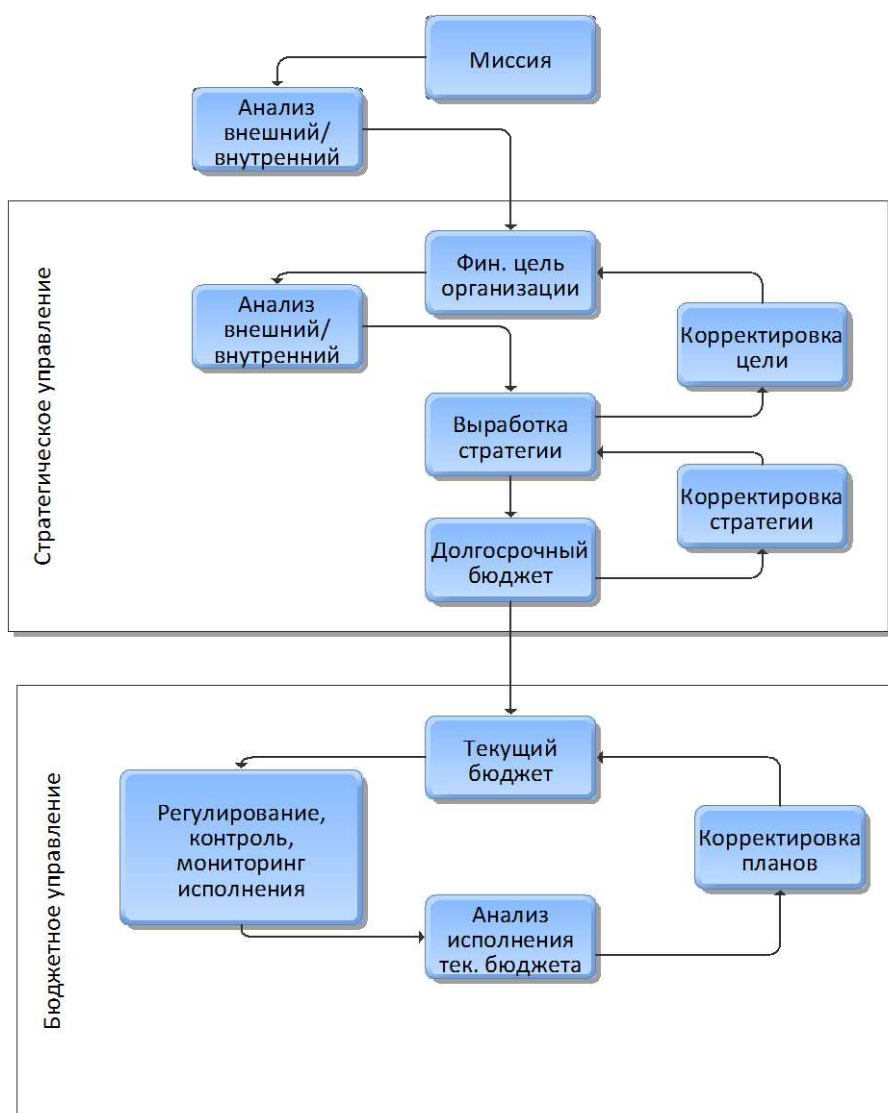 Миссия
Анализ
внешний/
внутренний
Стратегическое управление
Фин. цель
организации
Анализ
внешний/
внутренний
Корректировка
цели
Выработка
стратегии
Корректировка
стратегии
Долгосрочный
бюджет
Бюджетное управление
Текущий
бюджет
Регулирование,
контроль,
мониторинг
исполнения
Корректировка
планов
Анализ
исполнения
тек. бюджета